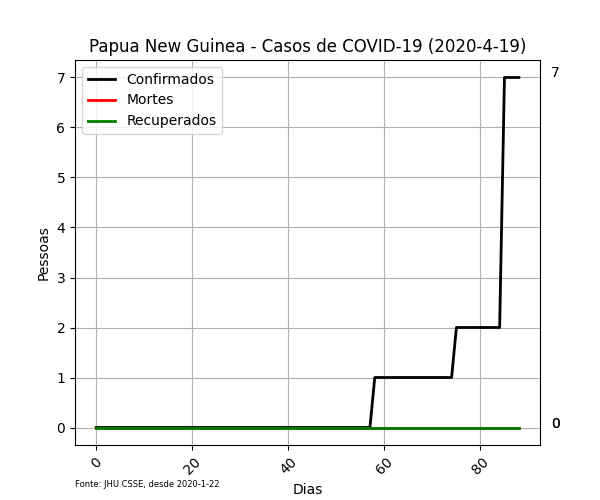 Papua New Guinea - Casos de COVID-19 (2020-4-19)
Confirmados
Mortes
Recuperados
7
6
5
4
3
2
1
0
Pessoas
7
0
0
20
40
60
80
Dias
Fonte: JHU CSSE, desde 2020-1-22